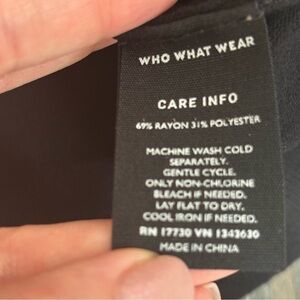 WHO WHAT WEAR
CARE INFO
69% RAYON 31% POLYESTER
MACHINE WASH COLD
SEPARATELY.
GENTLE CYCLE.
ONLY NON-CHLORINE
BLEACH IF NEEDED.
LAY FLAT TO DRY.
COOL IRON IF NEEDED.
RN 17730 VN 1343630
MADE IN CHINA